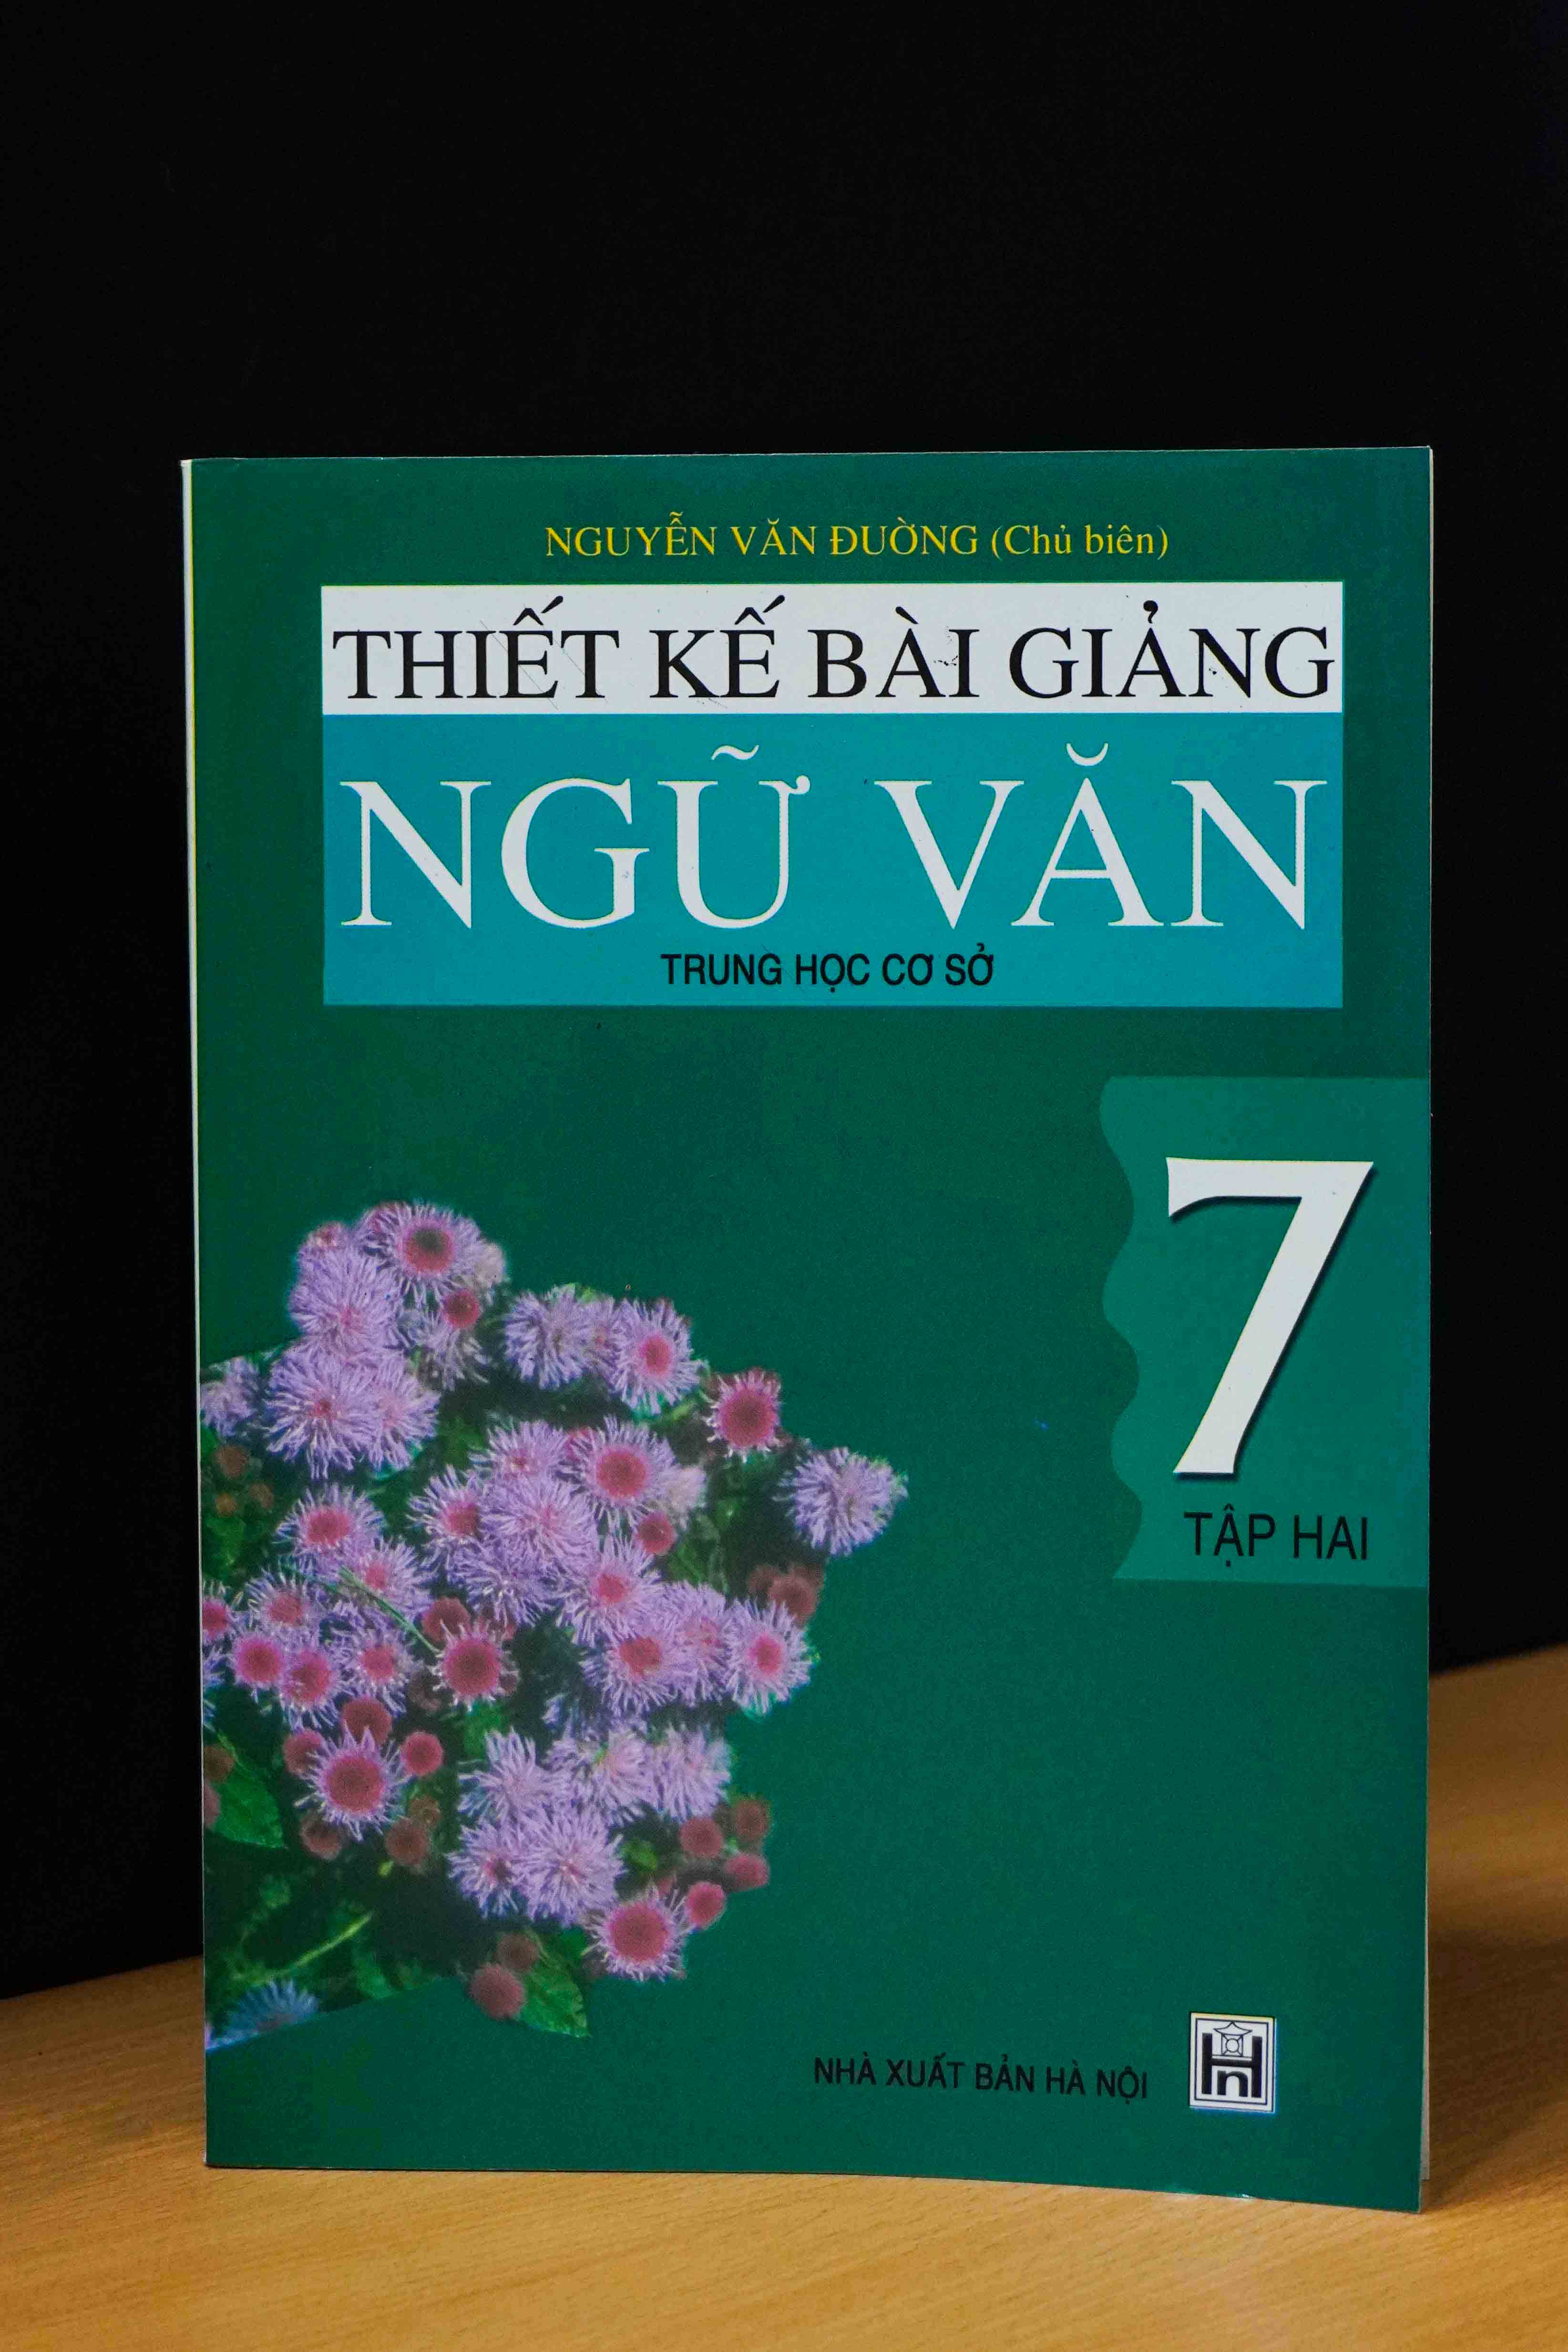 NGUYỄN VĂN ĐƯỜNG (Chủ biên)
THIẾT KẾ BÀI GIẢNG
NGỮ VĂN
TRUNG HỌC CƠ SỞ
7
TẬP HAI
NHÀ XUẤT BẢN HÀ NỘI
Hn